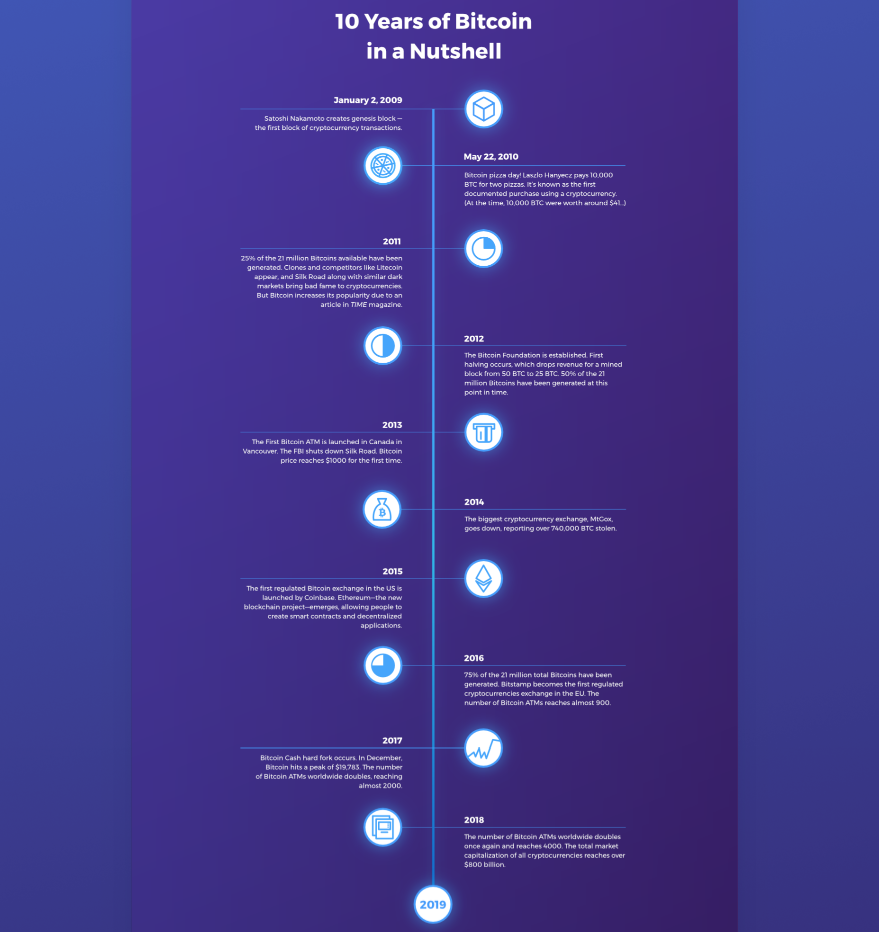 10 Years of Bitcoin
in a Nutshell
January 2, 2009
Satoshi Nakamoto creates genesis block —
the first block of cryptocurrency transactions.
May 22, 2010
Bitcoin pizza day! Laszlo Hanyecz pays 10,000
BTC for two pizzas. It's known as the first
documented purchase using a cryptocurrency.
(At the time, 10,000 BTC were worth around $41...)
2011
25% of the 21 million Bitcoins available have been
generated. Clones and competitors like Litecoin
appear, and Silk Road along with similar dark
markets bring bad fame to cryptocurrencies.
But Bitcoin increases its popularity due to an
article in TIME magazine.
2012
The Bitcoin Foundation is established. First
halving occurs, which drops revenue for a mined
block from 50 BTC to 25 BTC. 50% of the 21
million Bitcoins have been generated at this
point in time.
2013
The First Bitcoin ATM is launched in Canada in
Vancouver. The FBI shuts down Silk Road. Bitcoin
price reaches $1000 for the first time.
2014
The biggest cryptocurrency exchange, MtGox,
goes down, reporting over 740,000 BTC stolen.
2015
The first regulated Bitcoin exchange in the US is
launched by Coinbase. Ethereum—the new
blockchain project—emerges, allowing people to
create smart contracts and decentralized
applications.
2016
75% of the 21 million total Bitcoins have been
generated. Bitstamp becomes the first regulated
cryptocurrencies exchange in the EU. The
number of Bitcoin ATMs reaches almost 900.
2017
Bitcoin Cash hard fork occurs. In December,
Bitcoin hits a peak of $19,783. The number
of Bitcoin ATMs worldwide doubles, reaching
almost 2000.
2018
The number of Bitcoin ATMs worldwide doubles
once again and reaches 4000. The total market
capitalization of all cryptocurrencies reaches over
$800 billion.
2019